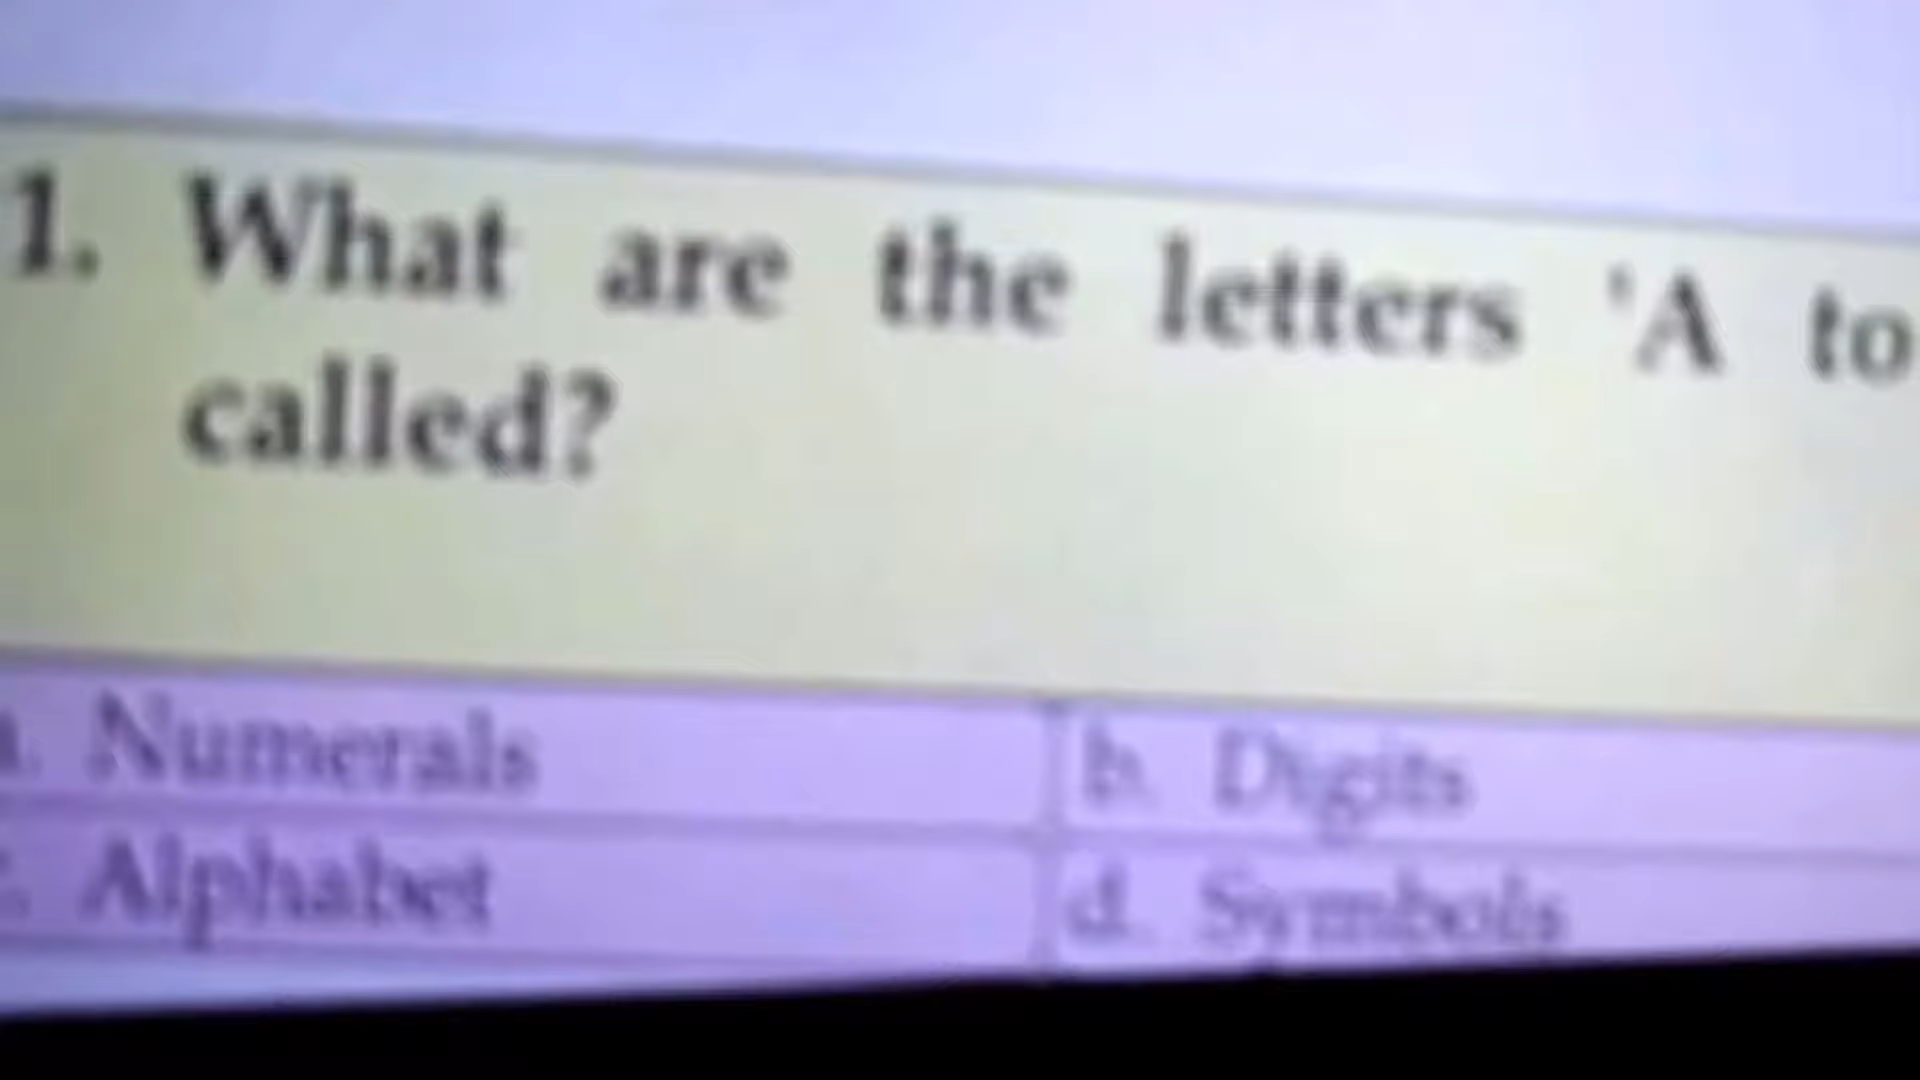 1. What are the letters 'A to
called?
. Numerals
b. Digits
. Alphabet
d. Symbols